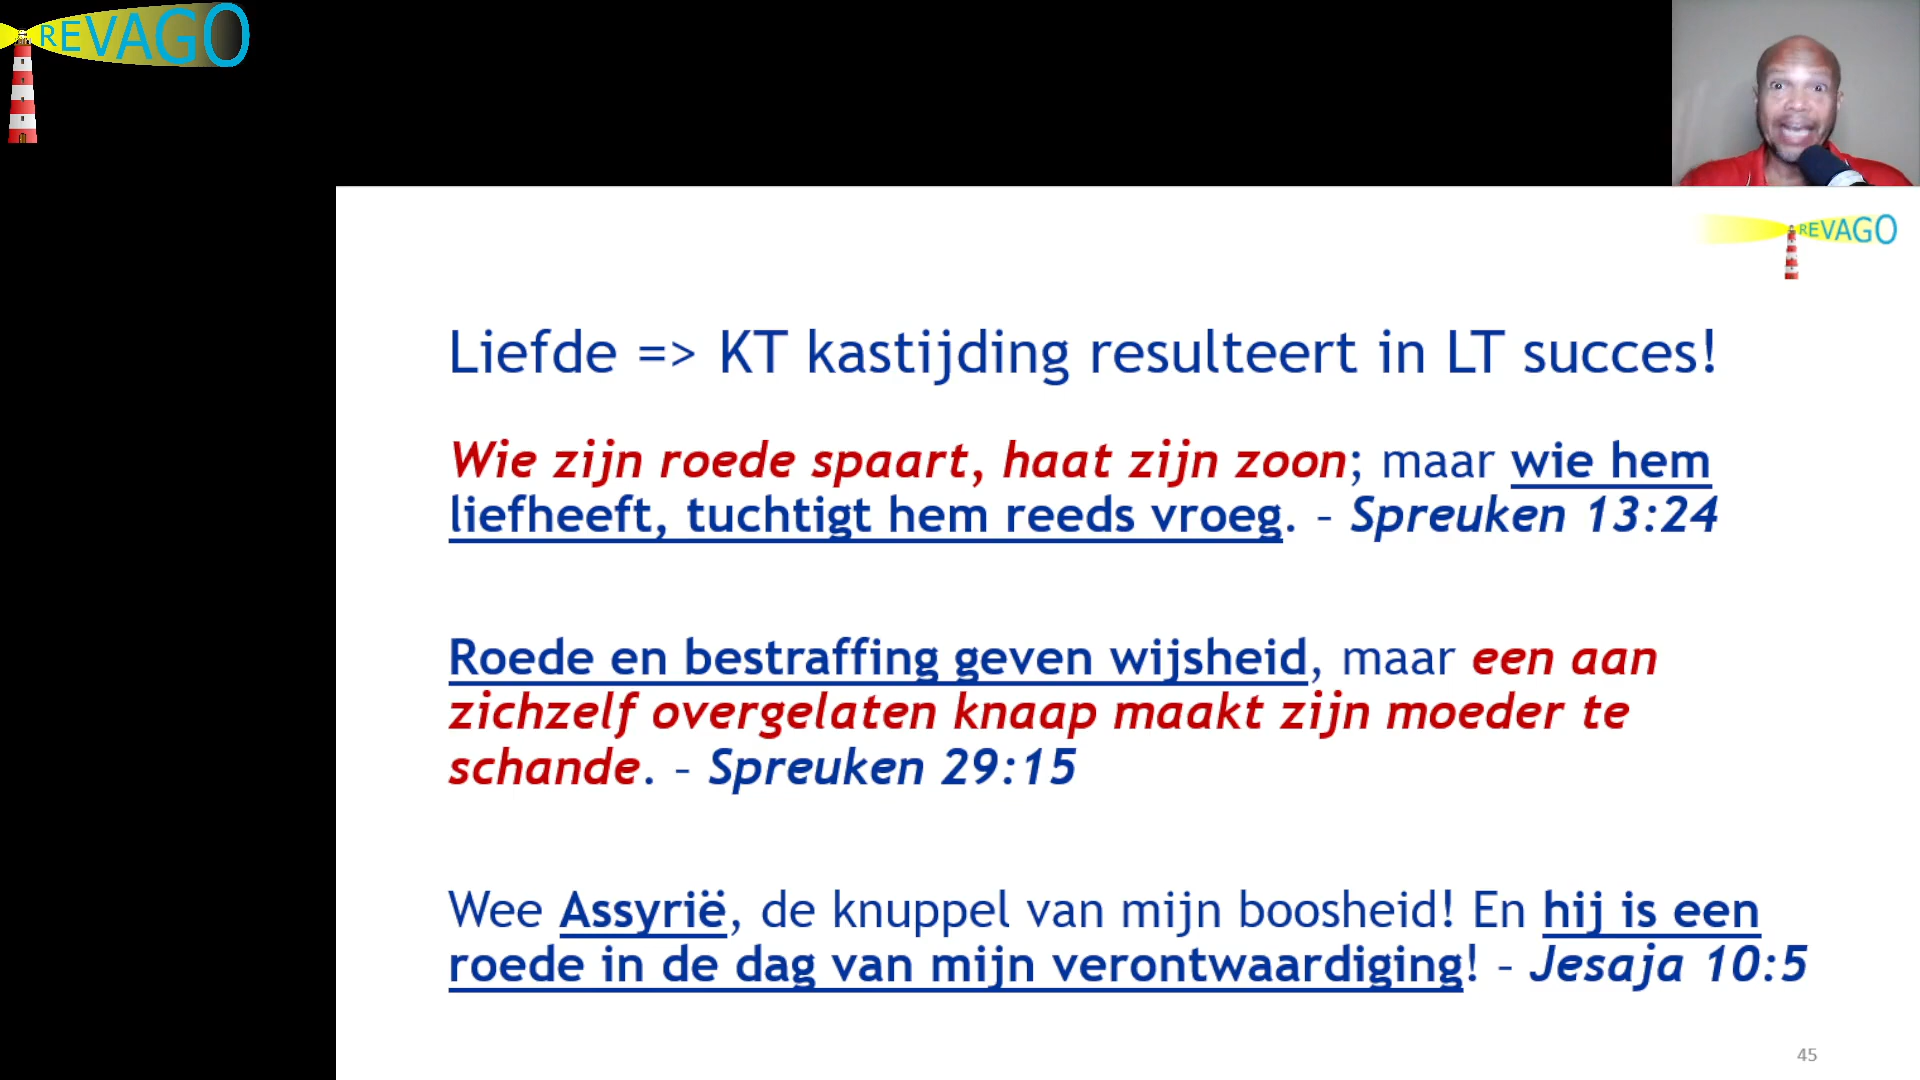 REVAGO
REVAGO
Liefde => KT kastijding resulteert in LT succes!
Wie zijn roede spaart, haat zijn zoon; maar wie hem
liefheeft, tuchtigt hem reeds vroeg. – Spreuken 13:24
Roede en bestraffing geven wijsheid, maar een aan
zichzelf overgelaten knaap maakt zijn moeder te
schande. – Spreuken 29:15
Wee Assyrië, de knuppel van mijn boosheid! En hij is een
roede in de dag van mijn verontwaardiging! – Jesaja 10:5
45